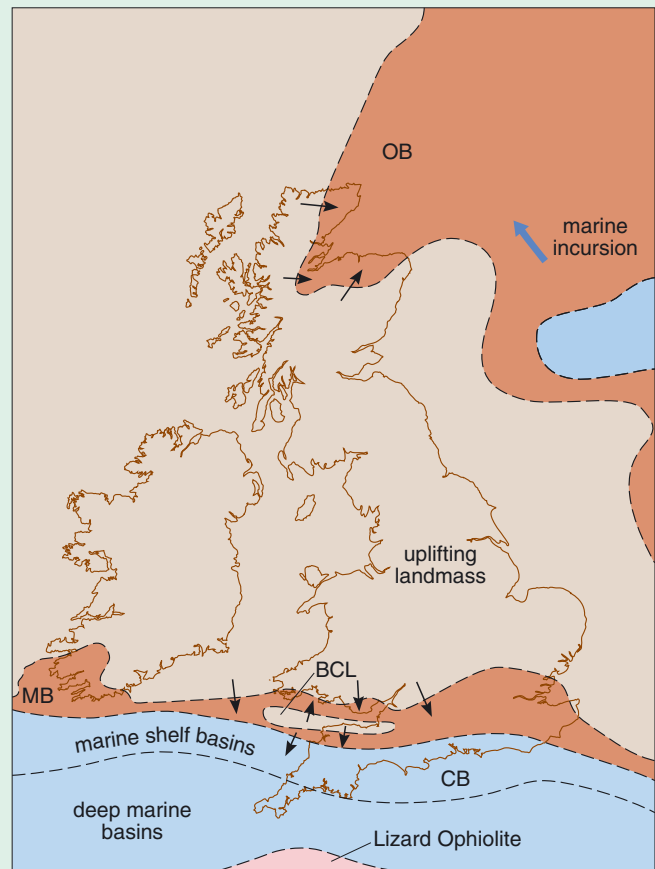 OB
marine
incursion
uplifting
landmass
BCL
MB
marine shelf basins
CB
deep marine
basins
Lizard Ophiolite